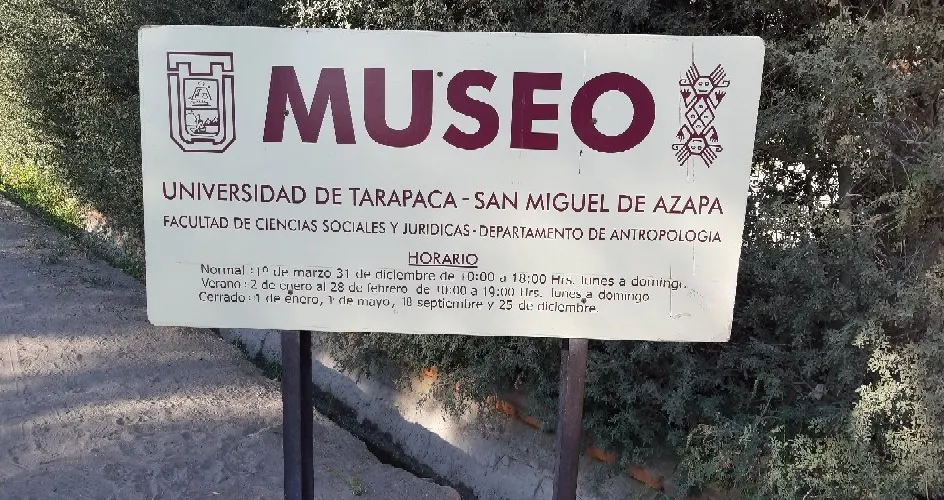 MUSEO
UNIVERSIDAD DE TARAPACA - SAN MIGUEL DE AZAPA
FACULTAD DE CIENCIAS SOCIALES Y JURIDICAS - DEPARTAMENTO DE ANTROPOLOGIA
HORARIO
Normal : 1º de marzo 31 de diciembre de 10:00 a 18:00 Hrs. lunes a domingo.
Verano : 2 de enero al 28 de febrero de 10:00 a 19:00 Hrs. lunes a domingo
Cerrado : 1 de enero, 1 de mayo, 18 septiembre y 25 de diciembre.